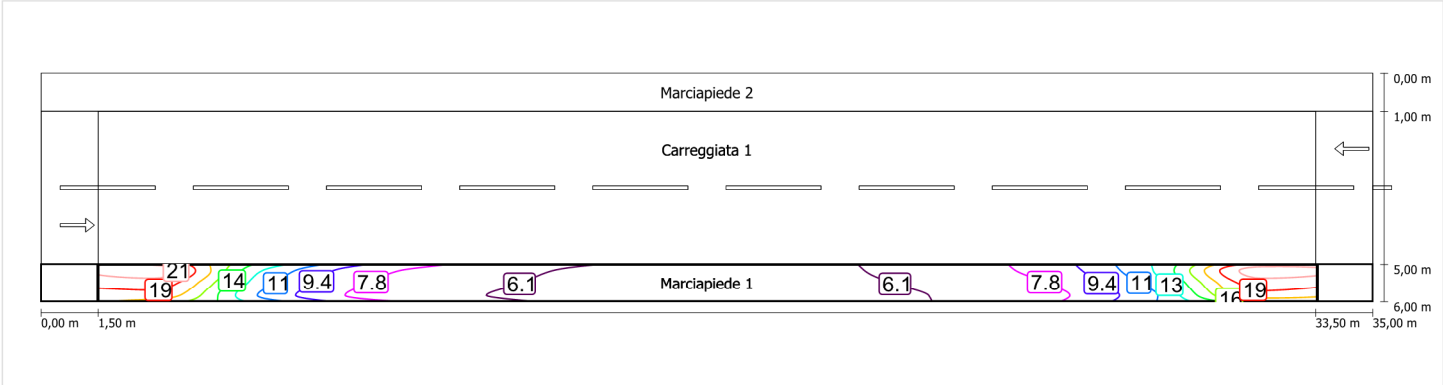 0,00 m
Marciapiede 2
1,00 m
Carreggiata 1
21
19
14
11
9.4
7.8
6.1
Marciapiede 1
6.1
7.8
9.4
11
13
16
19
5,00 m
6,00 m
0,00 m
1,50 m
33,50 m
35,00 m